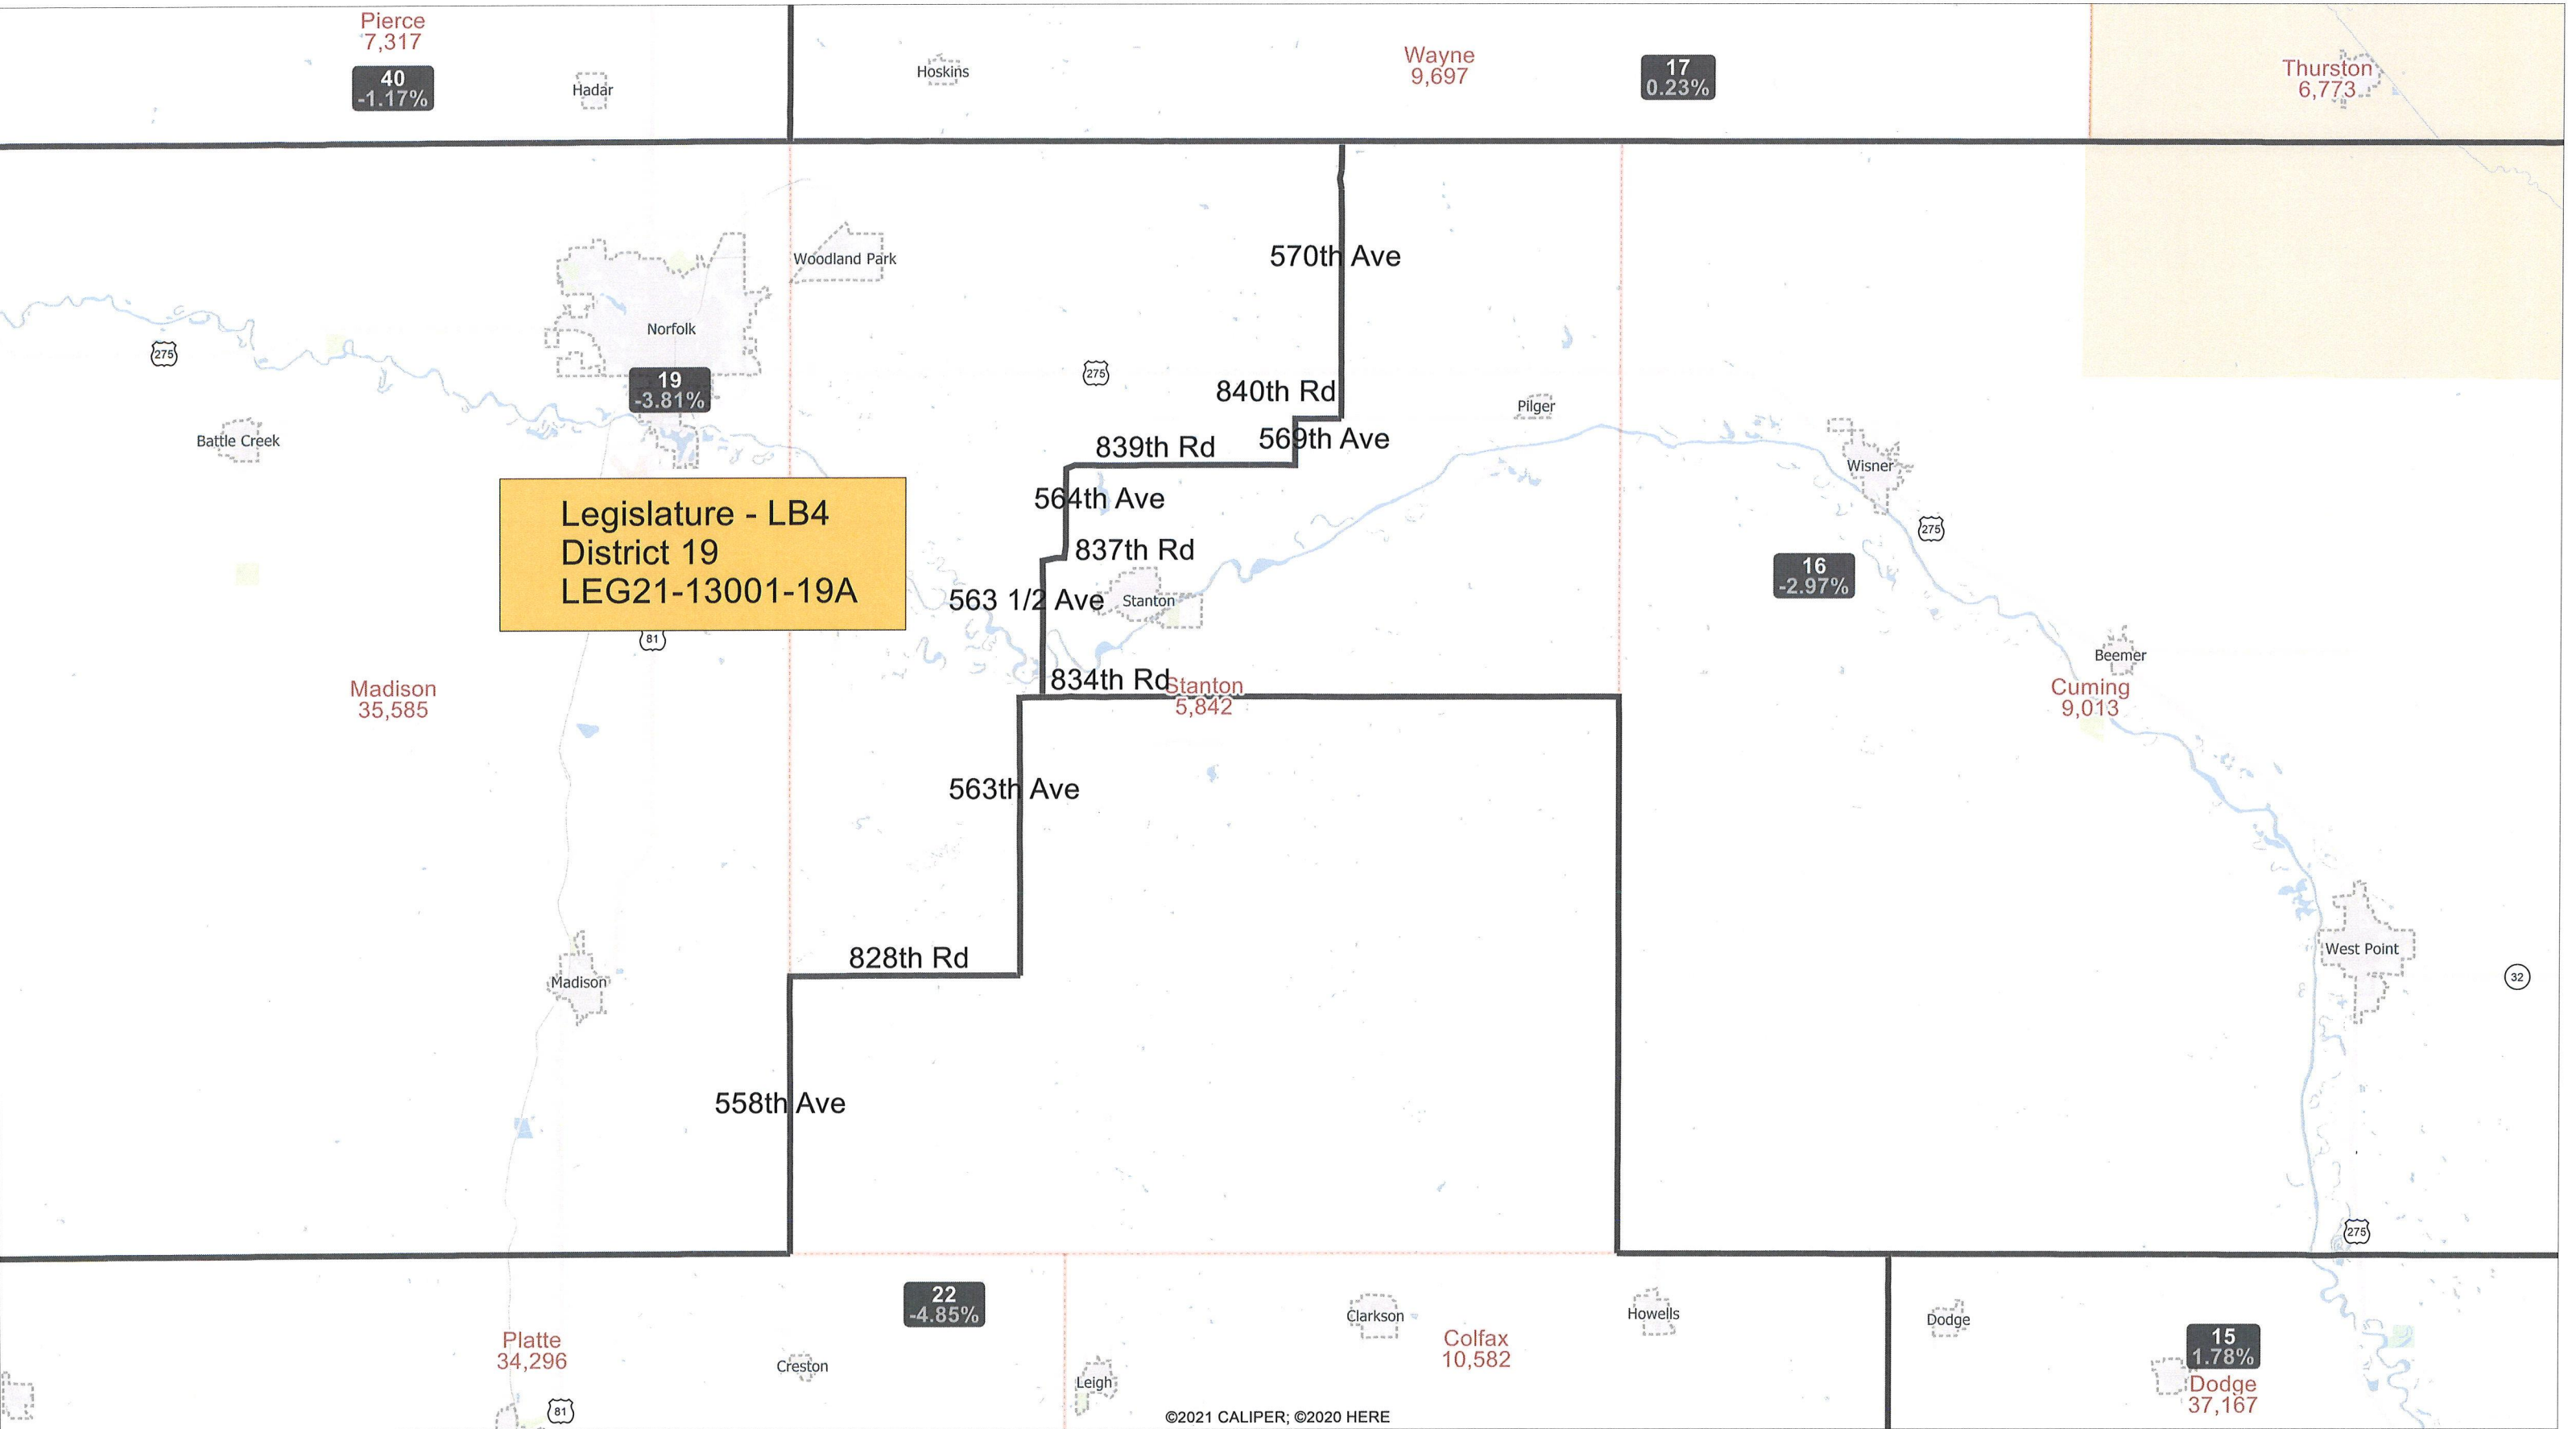 Pierce
7,317
40
-1.17%
Hadar
Hoskins
Wayne
9,697
17
0.23%
Thurston
6,773
Woodland Park
570th Ave
Norfolk
275
275
19
-3.81%
840th Rd
Pilger
Battle Creek
839th Rd
569th Ave
Wisner
564th Ave
Legislature - LB4
District 19
LEG21-13001-19A
275
837th Rd
16
-2.97%
563 1/2 Ave
Stanton
81
Beemer
834th Rd
Madison
35,585
Stanton
5,842
Cuming
9,013
563th Ave
828th Rd
West Point
Madison
32
558th Ave
275
22
-4.85%
Clarkson
Howells
Dodge
Platte
34,296
Creston
Colfax
10,582
15
1.78%
Leigh
Dodge
37,167
81
©2021 CALIPER; ©2020 HERE